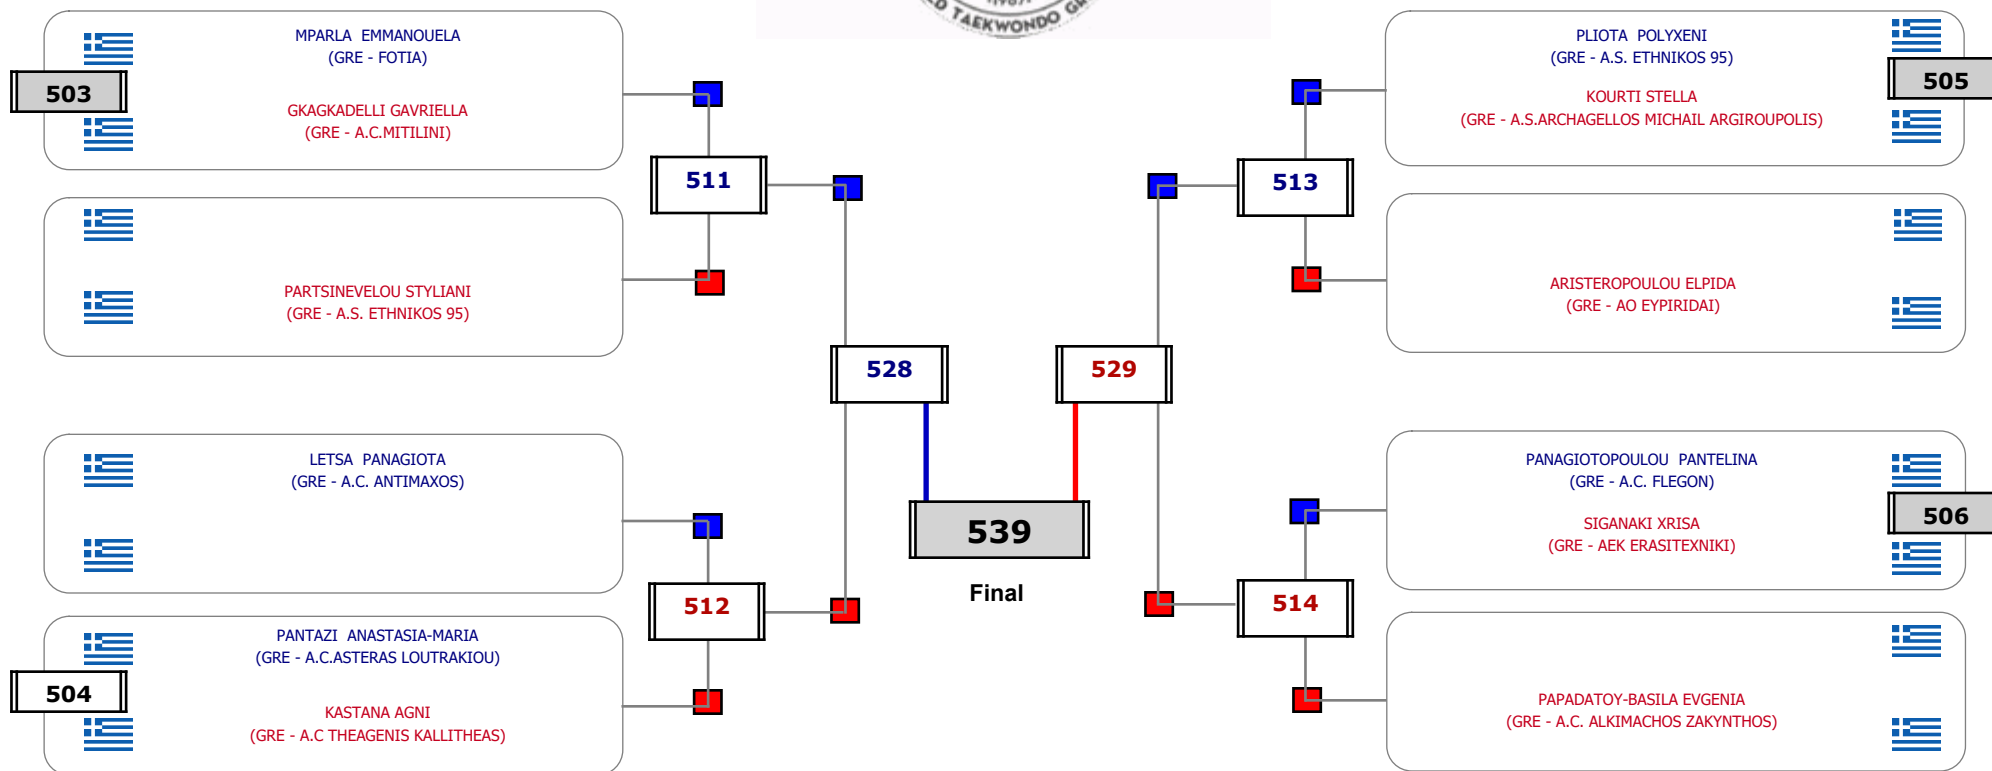 TAEKWONDO
MPARLA EMMANOUELA
(GRE - FOTIA)
503
GKAGKADELLI GAVRIELLA
(GRE - A.C.MITILINI)
511
PARTSINEVELOU STYLIANI
(GRE - A.S. ETHNIKOS 95)
528
LETSA PANAGIOTA
(GRE - A.C. ANTIMAXOS)
512
PANTAZI ANASTASIA-MARIA
(GRE - A.C.ASTERAS LOUTRAKIOU)
504
KASTANA AGNI
(GRE - A.C THEAGENIS KALLITHEAS)
539
Final
PLIOTA POLYXENI
(GRE - A.S. ETHNIKOS 95)
505
KOURTI STELLA
(GRE - A.S.ARCHAGELLOS MICHAIL ARGIROUPOLIS)
513
ARISTEROPOULOU ELPIDA
(GRE - AO EYPIRIDAI)
529
PANAGIOTOPOULOU PANTELINA
(GRE - A.C. FLEGON)
506
SIGANAKI XRISA
(GRE - AEK ERASITEXNIKI)
514
PAPADATOY-BASILA EVGENIA
(GRE - A.C. ALKIMACHOS ZAKYNTHOS)